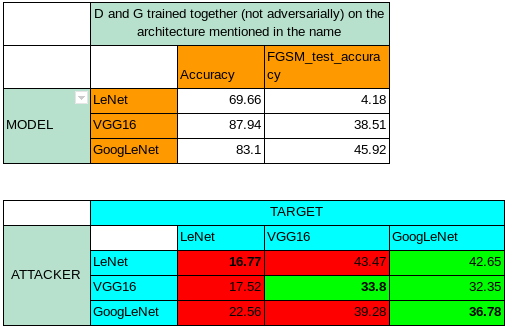 D and G trained together (not adversarially) on the
architecture mentioned in the name
Accuracy FGSM_test_accura
cy
MODEL
LeNet 69.66 4.18
VGG16 87.94 38.51
GoogLeNet 83.1 45.92
TARGET
LeNet VGG16 GoogLeNet
ATTACKER
LeNet 16.77 43.47 42.65
VGG16 17.52 33.8 32.35
GoogLeNet 22.56 39.28 36.78